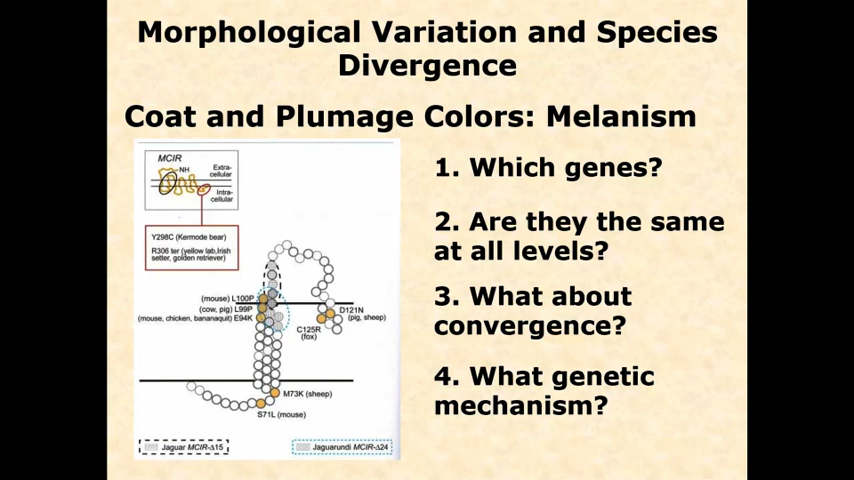 Morphological Variation and Species
Divergence
Coat and Plumage Colors: Melanism
MCIR
NH
Extra-
cellular
Intra-
cellular
Y298C (Kermode bear)
R306 ter (yellow lab,Irish
setter, golden retriever)
(mouse) L100P
(cow, pig) L99P
(mouse, chicken, bananaquit) E94K
D121N
(pig, sheep)
C125R
(fox)
M73K (sheep)
S71L (mouse)
Jaguar MCIR-Δ15
Jaguarundi MCIR-Δ24
1. Which genes?
2. Are they the same
at all levels?
3. What about
convergence?
4. What genetic
mechanism?